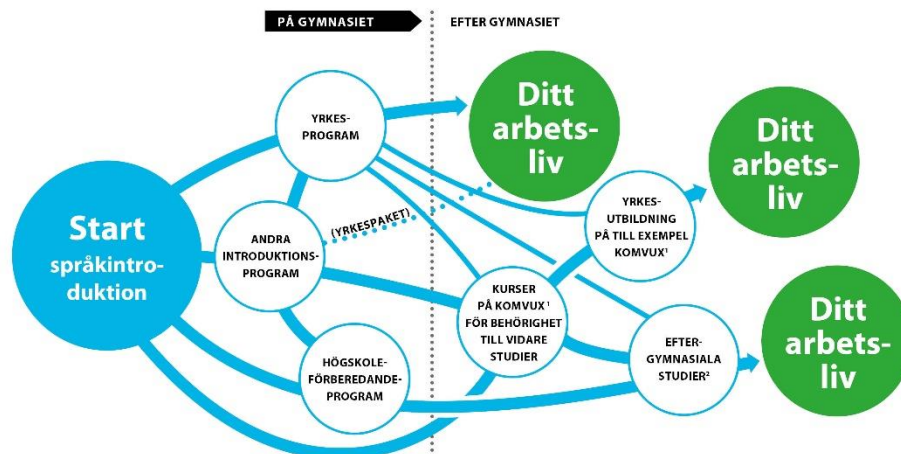 PÅ GYMNASIET
EFTER GYMNASIET
YRKES-
PROGRAM
Ditt
arbets-
liv
Ditt
arbets-
liv
Start
språkintro-
duktion
ANDRA
INTRODUKTIONS-
PROGRAM
(YRKESPAKET)
YRKES-
UTBILDNING
PÅ TILL EXEMPEL
KOMVUX¹
KURSER
PÅ KOMVUX ¹
FÖR BEHÖRIGHET
TILL VIDARE
STUDIER
HÖGSKOLE-
FÖRBEREDANDE-
PROGRAM
EFTER-
GYMNASIALA
STUDIER²
Ditt
arbets-
liv